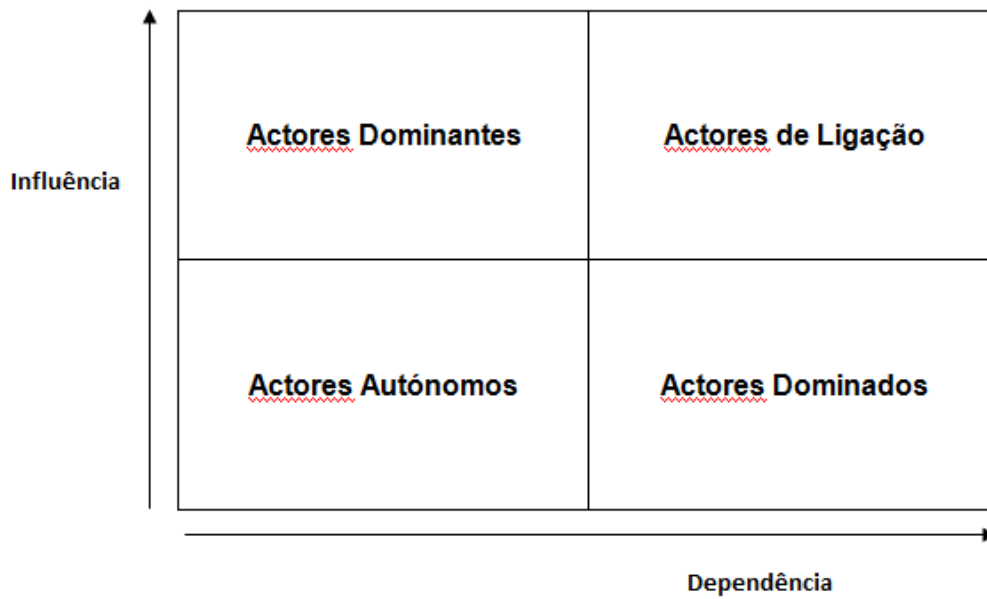 Actores Dominantes
Actores de Ligação
Influência
Actores Autónomos
Actores Dominados
Dependência